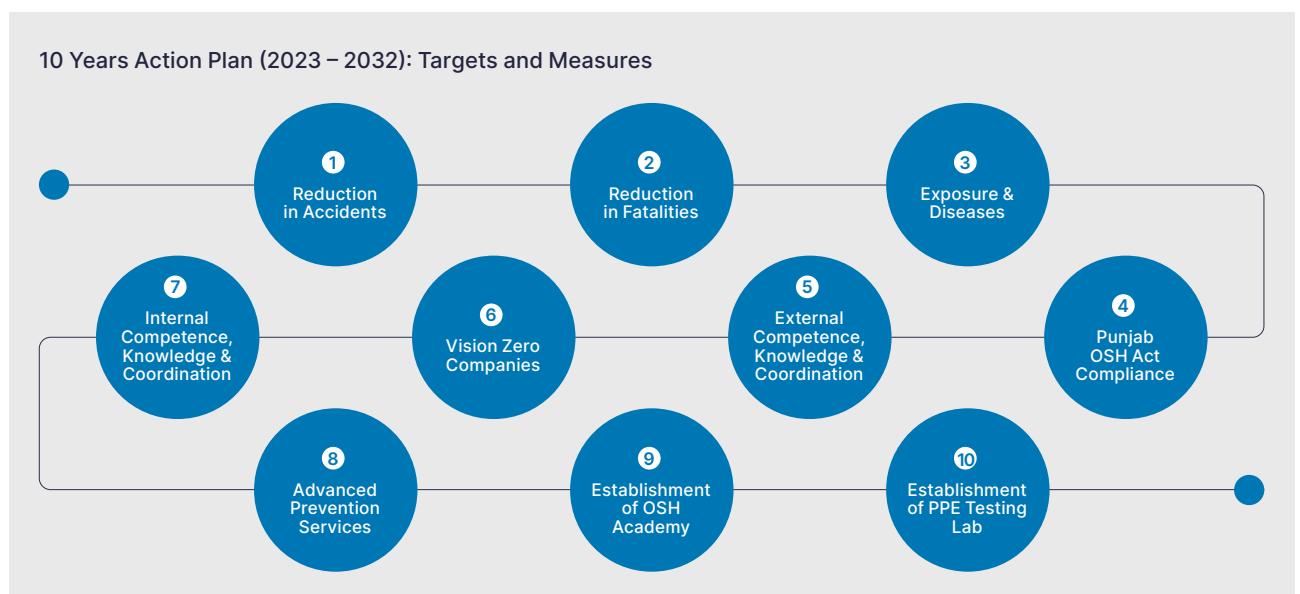 10 Years Action Plan (2023 – 2032): Targets and Measures
1
Reduction
in Accidents
2
Reduction
in Fatalities
3
Exposure &
Diseases
4
Punjab
OSH Act
Compliance
5
External
Competence,
Knowledge &
Coordination
6
Vision Zero
Companies
7
Internal
Competence,
Knowledge &
Coordination
8
Advanced
Prevention
Services
9
Establishment
of OSH
Academy
10
Establishment
of PPE Testing
Lab